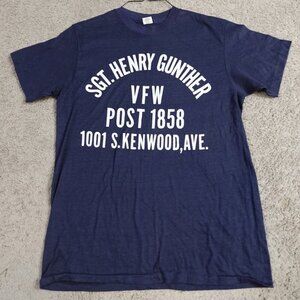 SGT. HENRY GUNTHER
VFW
POST 1858
1001 S.KENWOOD,AVE.